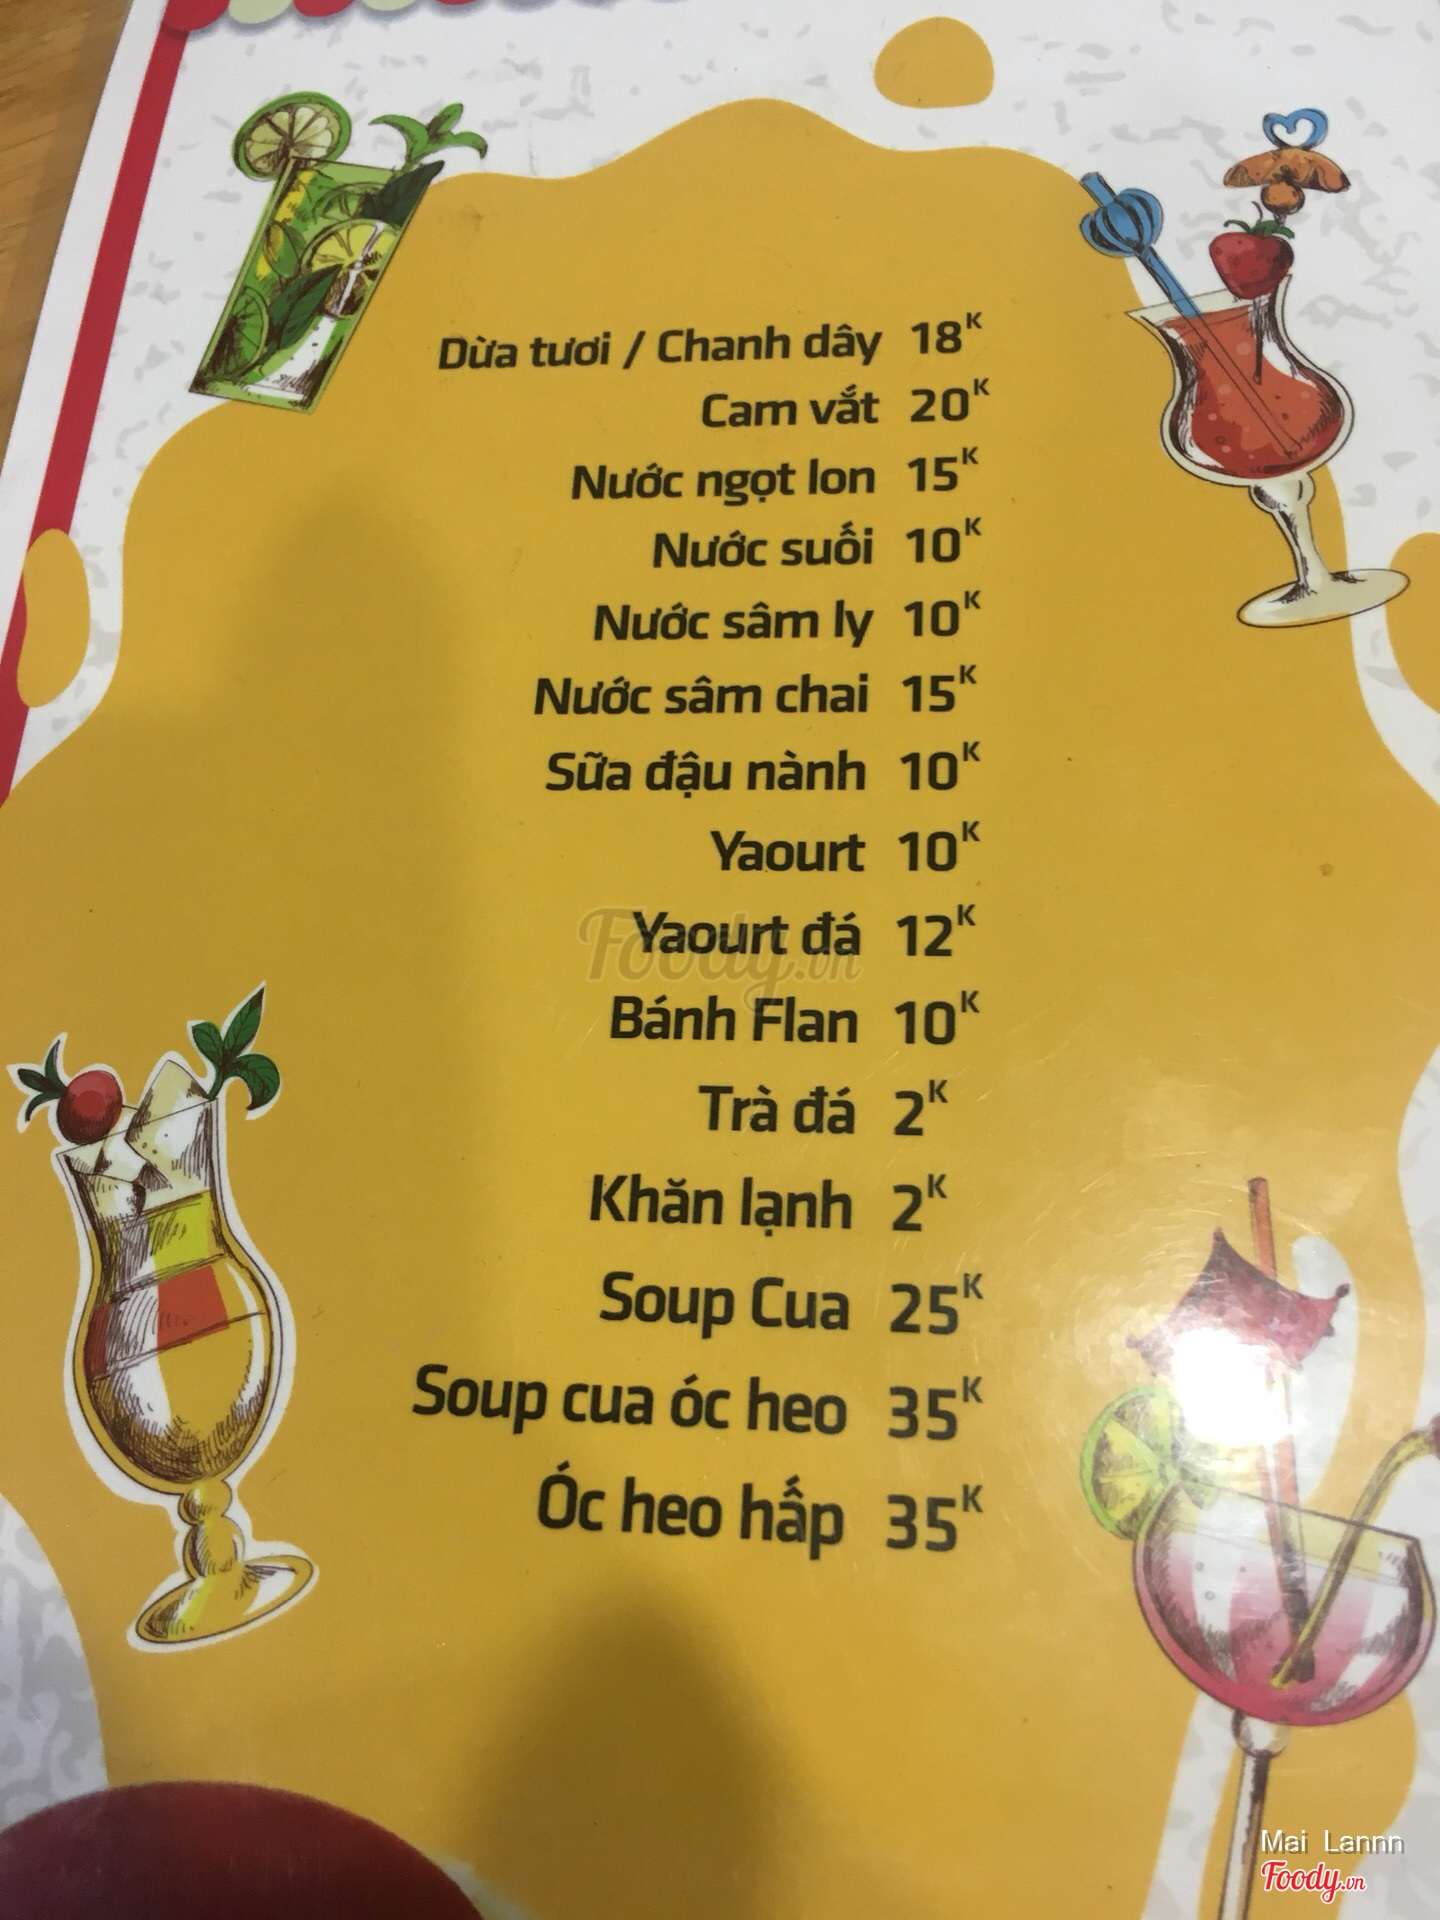 Dừa tươi / Chanh dây 18K
Cam vắt 20K
Nước ngọt lon 15K
Nước suối 10K
Nước sâm ly 10K
Nước sâm chai 15K
Sữa đậu nành 10K
Yaourt 10K
Yaourt đá 12K
Foody.vn
Bánh Flan 10K
Trà đá 2K
Khăn lạnh 2K
Soup Cua 25K
Soup cua óc heo 35K
Óc heo hấp 35K
Mai Lannn
Foody.vn